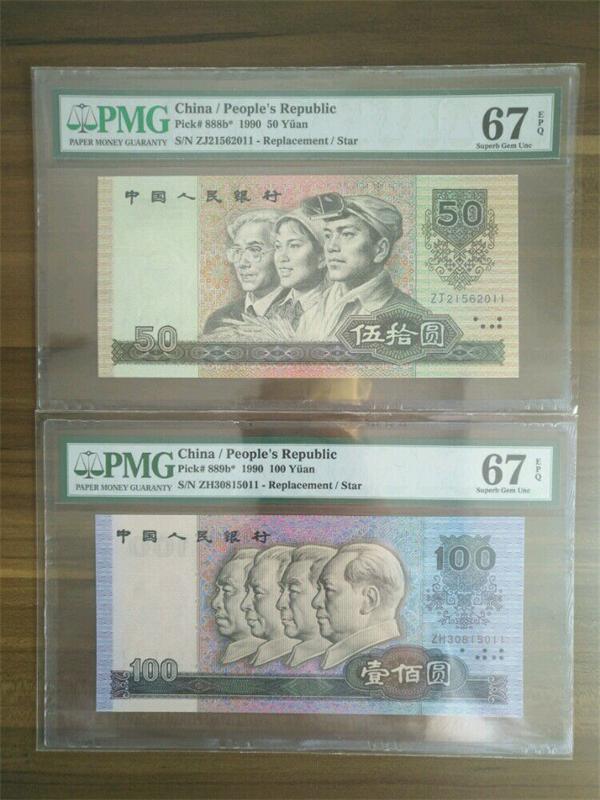 PMG
PAPER MONEY GUARANTY
China / People's Republic
Pick# 888b* 1990 50 Yüan
S/N ZJ21562011 - Replacement / Star
67 EPQ
Superb Gem Unc
中国人民银行
50
ZJ21562011
50
伍拾圆
PMG
PAPER MONEY GUARANTY
China / People's Republic
Pick# 889b* 1990 100 Yüan
S/N ZH30815011 - Replacement / Star
67 EPQ
Superb Gem Unc
中国人民银行
100
ZH30815011
100
壹佰圆